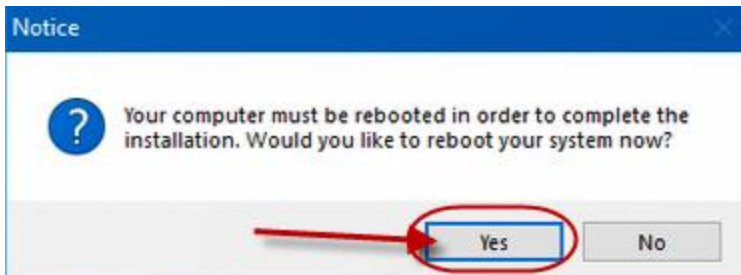 Notice
Your computer must be rebooted in order to complete the
installation. Would you like to reboot your system now?
Yes
No